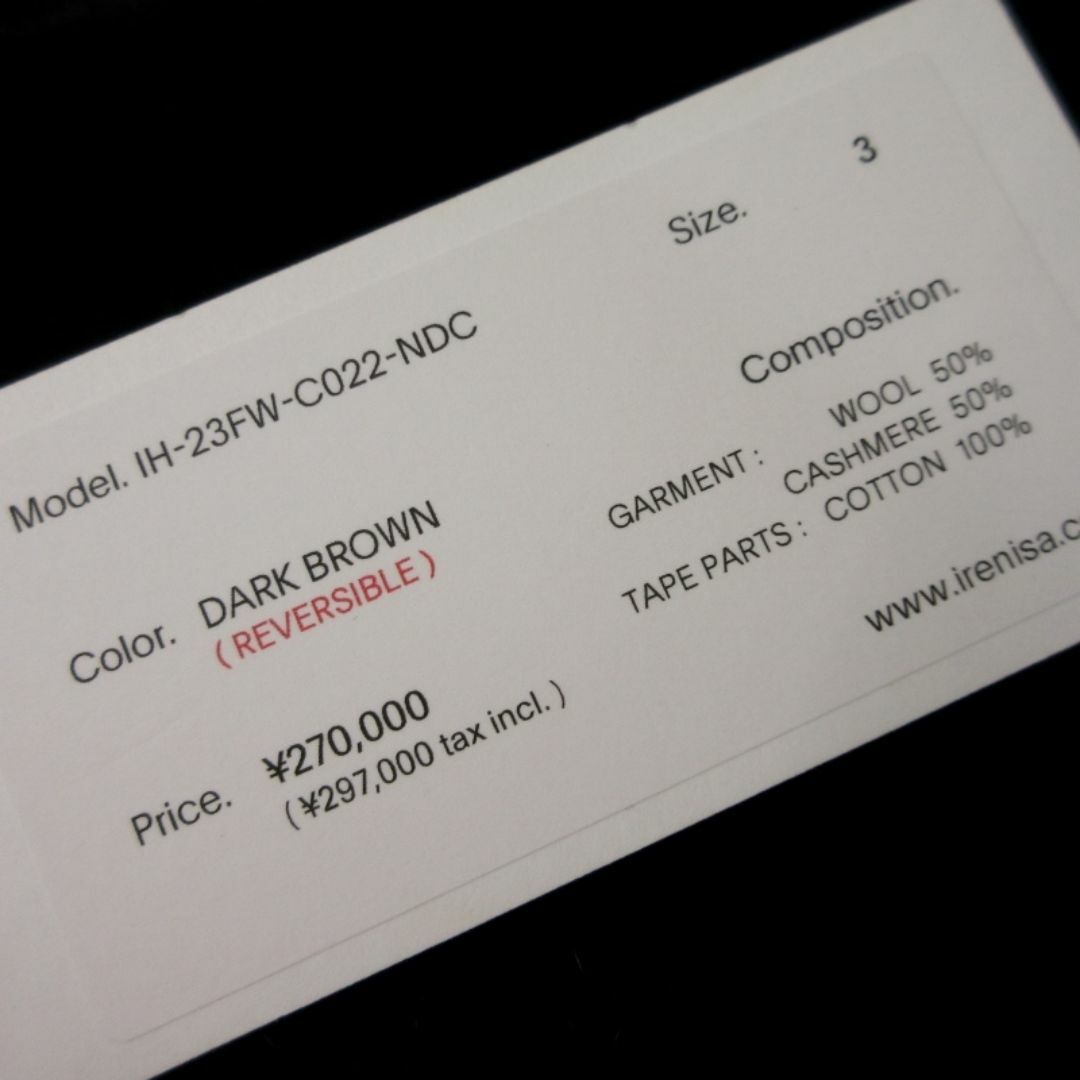 Model. IH-23FW-C022-NDC
Size. 3
Color. DARK BROWN
(REVERSIBLE)
Composition.
GARMENT: WOOL 50%
CASHMERE 50%
TAPE PARTS: COTTON 100%
Price. ¥270,000
(¥297,000 tax incl.)
www.irenisa.c